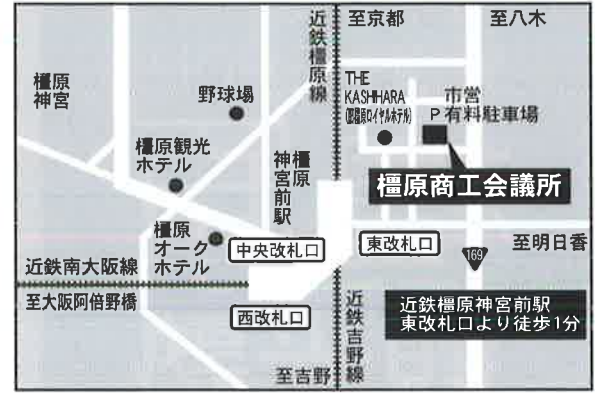 至京都
至八木
近鉄橿原線
橿原
神宮
野球場
THE
KASHIHARA
市営
P 有料駐車場
橿原観光
ホテル
橿原
神宮前駅
橿原商工会議所
橿原
オーク
ホテル
中央改札口
東改札口
至明日香
169
近鉄南大阪線
至大阪阿倍野橋
西改札口
近鉄吉野線
近鉄橿原神宮前駅
東改札口より徒歩1分
至吉野